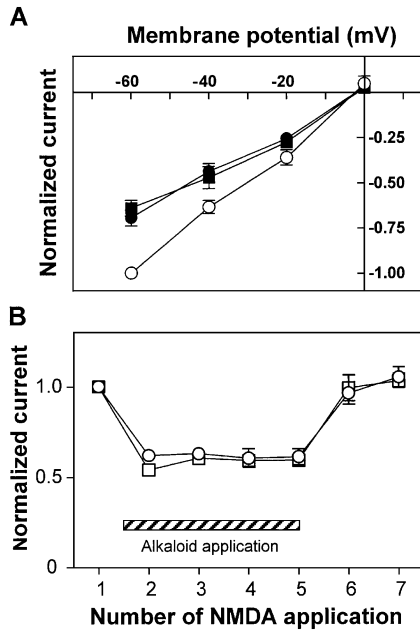 A
Membrane potential (mV)
-60 -40 -20
Normalized current
-0.25
-0.50
-0.75
-1.00
B
Normalized current
1.0
0.5
0
Alkaloid application
1 2 3 4 5 6 7
Number of NMDA application